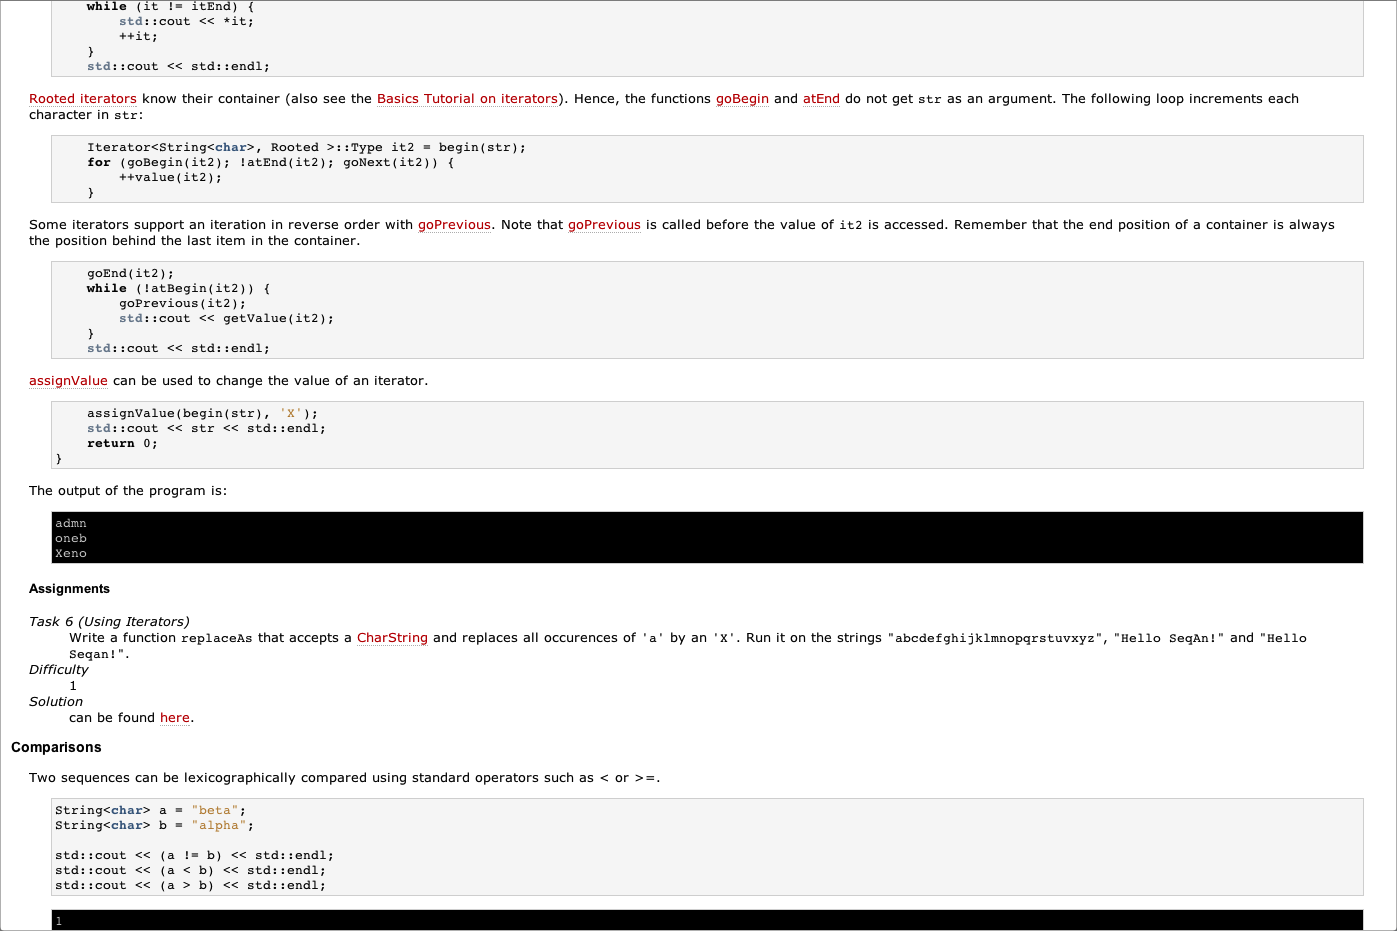 while (it != itEnd) {
        std::cout << *it;
        ++it;
    }
    std::cout << std::endl;
Rooted iterators know their container (also see the Basics Tutorial on iterators). Hence, the functions goBegin and atEnd do not get str as an argument. The following loop increments each
character in str:
    Iterator<String<char>, Rooted >::Type it2 = begin(str);
    for (goBegin(it2); !atEnd(it2); goNext(it2)) {
        ++value(it2);
    }
Some iterators support an iteration in reverse order with goPrevious. Note that goPrevious is called before the value of it2 is accessed. Remember that the end position of a container is always
the position behind the last item in the container.
    goEnd(it2);
    while (!atBegin(it2)) {
        goPrevious(it2);
        std::cout << getValue(it2);
    }
    std::cout << std::endl;
assignValue can be used to change the value of an iterator.
    assignValue(begin(str), 'X');
    std::cout << str << std::endl;
    return 0;
}
The output of the program is:
admn
oneb
Xeno
Assignments
Task 6 (Using Iterators)
Write a function replaceAs that accepts a CharString and replaces all occurences of 'a' by an 'X'. Run it on the strings "abcdefghijklmnopqrstuvxyz", "Hello SeqAn!" and "Hello
Seqan!".
Difficulty
1
Solution
can be found here.
Comparisons
Two sequences can be lexicographically compared using standard operators such as < or >=.
String<char> a = "beta";
String<char> b = "alpha";
std::cout << (a != b) << std::endl;
std::cout << (a < b) << std::endl;
std::cout << (a > b) << std::endl;
1